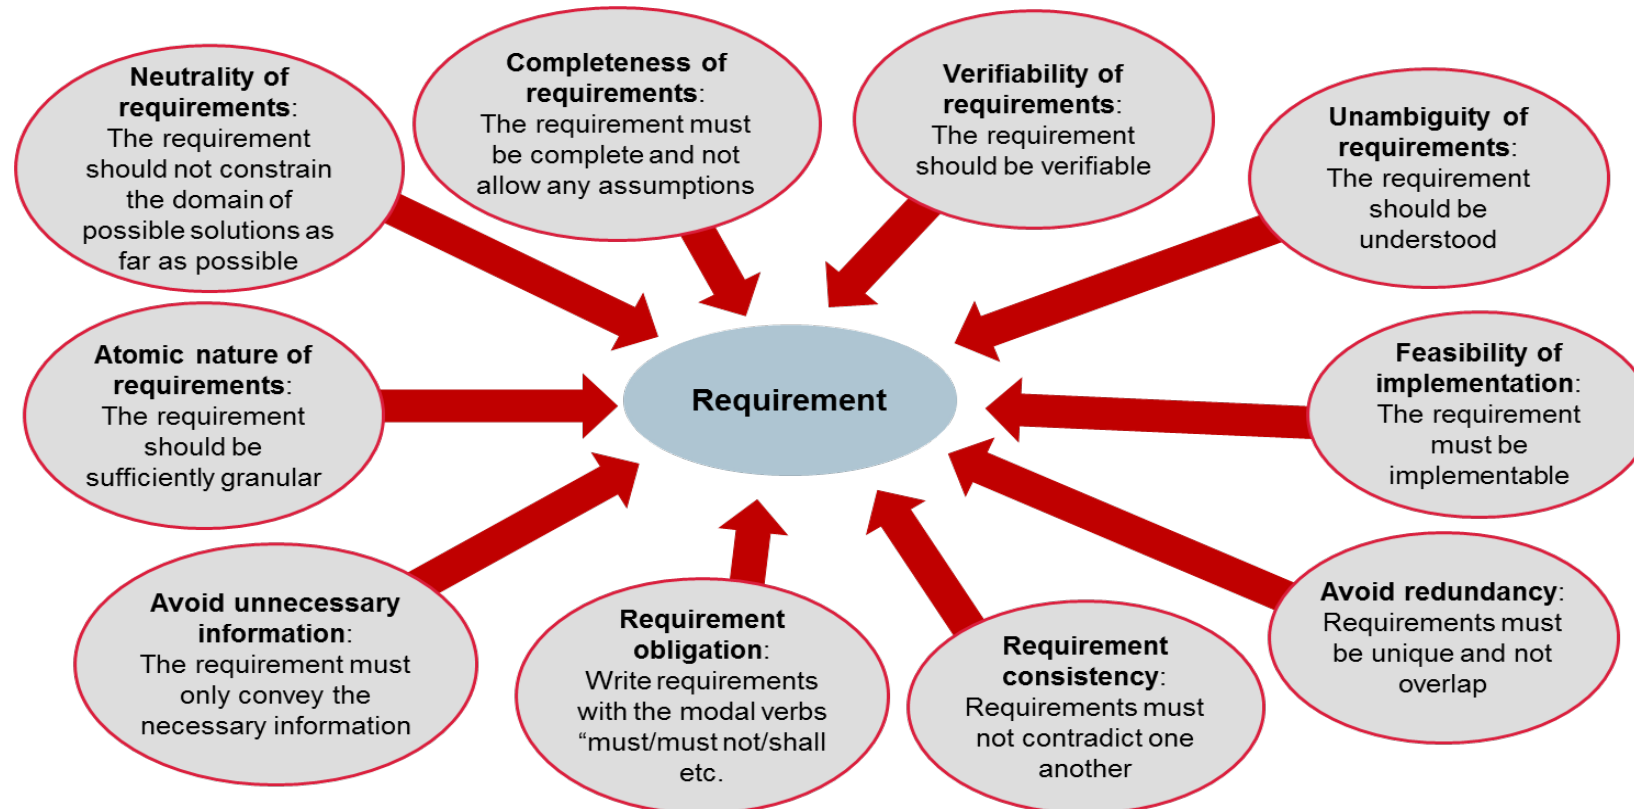 Neutrality of
requirements:
The requirement
should not constrain
the domain of
possible solutions as
far as possible
Completeness of
requirements:
The requirement must
be complete and not
allow any assumptions
Verifiability of
requirements:
The requirement
should be verifiable
Unambiguity of
requirements:
The requirement
should be
understood
Atomic nature of
requirements:
The requirement
should be
sufficiently granular
Requirement
Feasibility of
implementation:
The requirement
must be
implementable
Avoid unnecessary
information:
The requirement must
only convey the
necessary information
Requirement
obligation:
Write requirements
with the modal verbs
“must/must not/shall
etc.
Requirement
consistency:
Requirements must
not contradict one
another
Avoid redundancy:
Requirements must
be unique and not
overlap